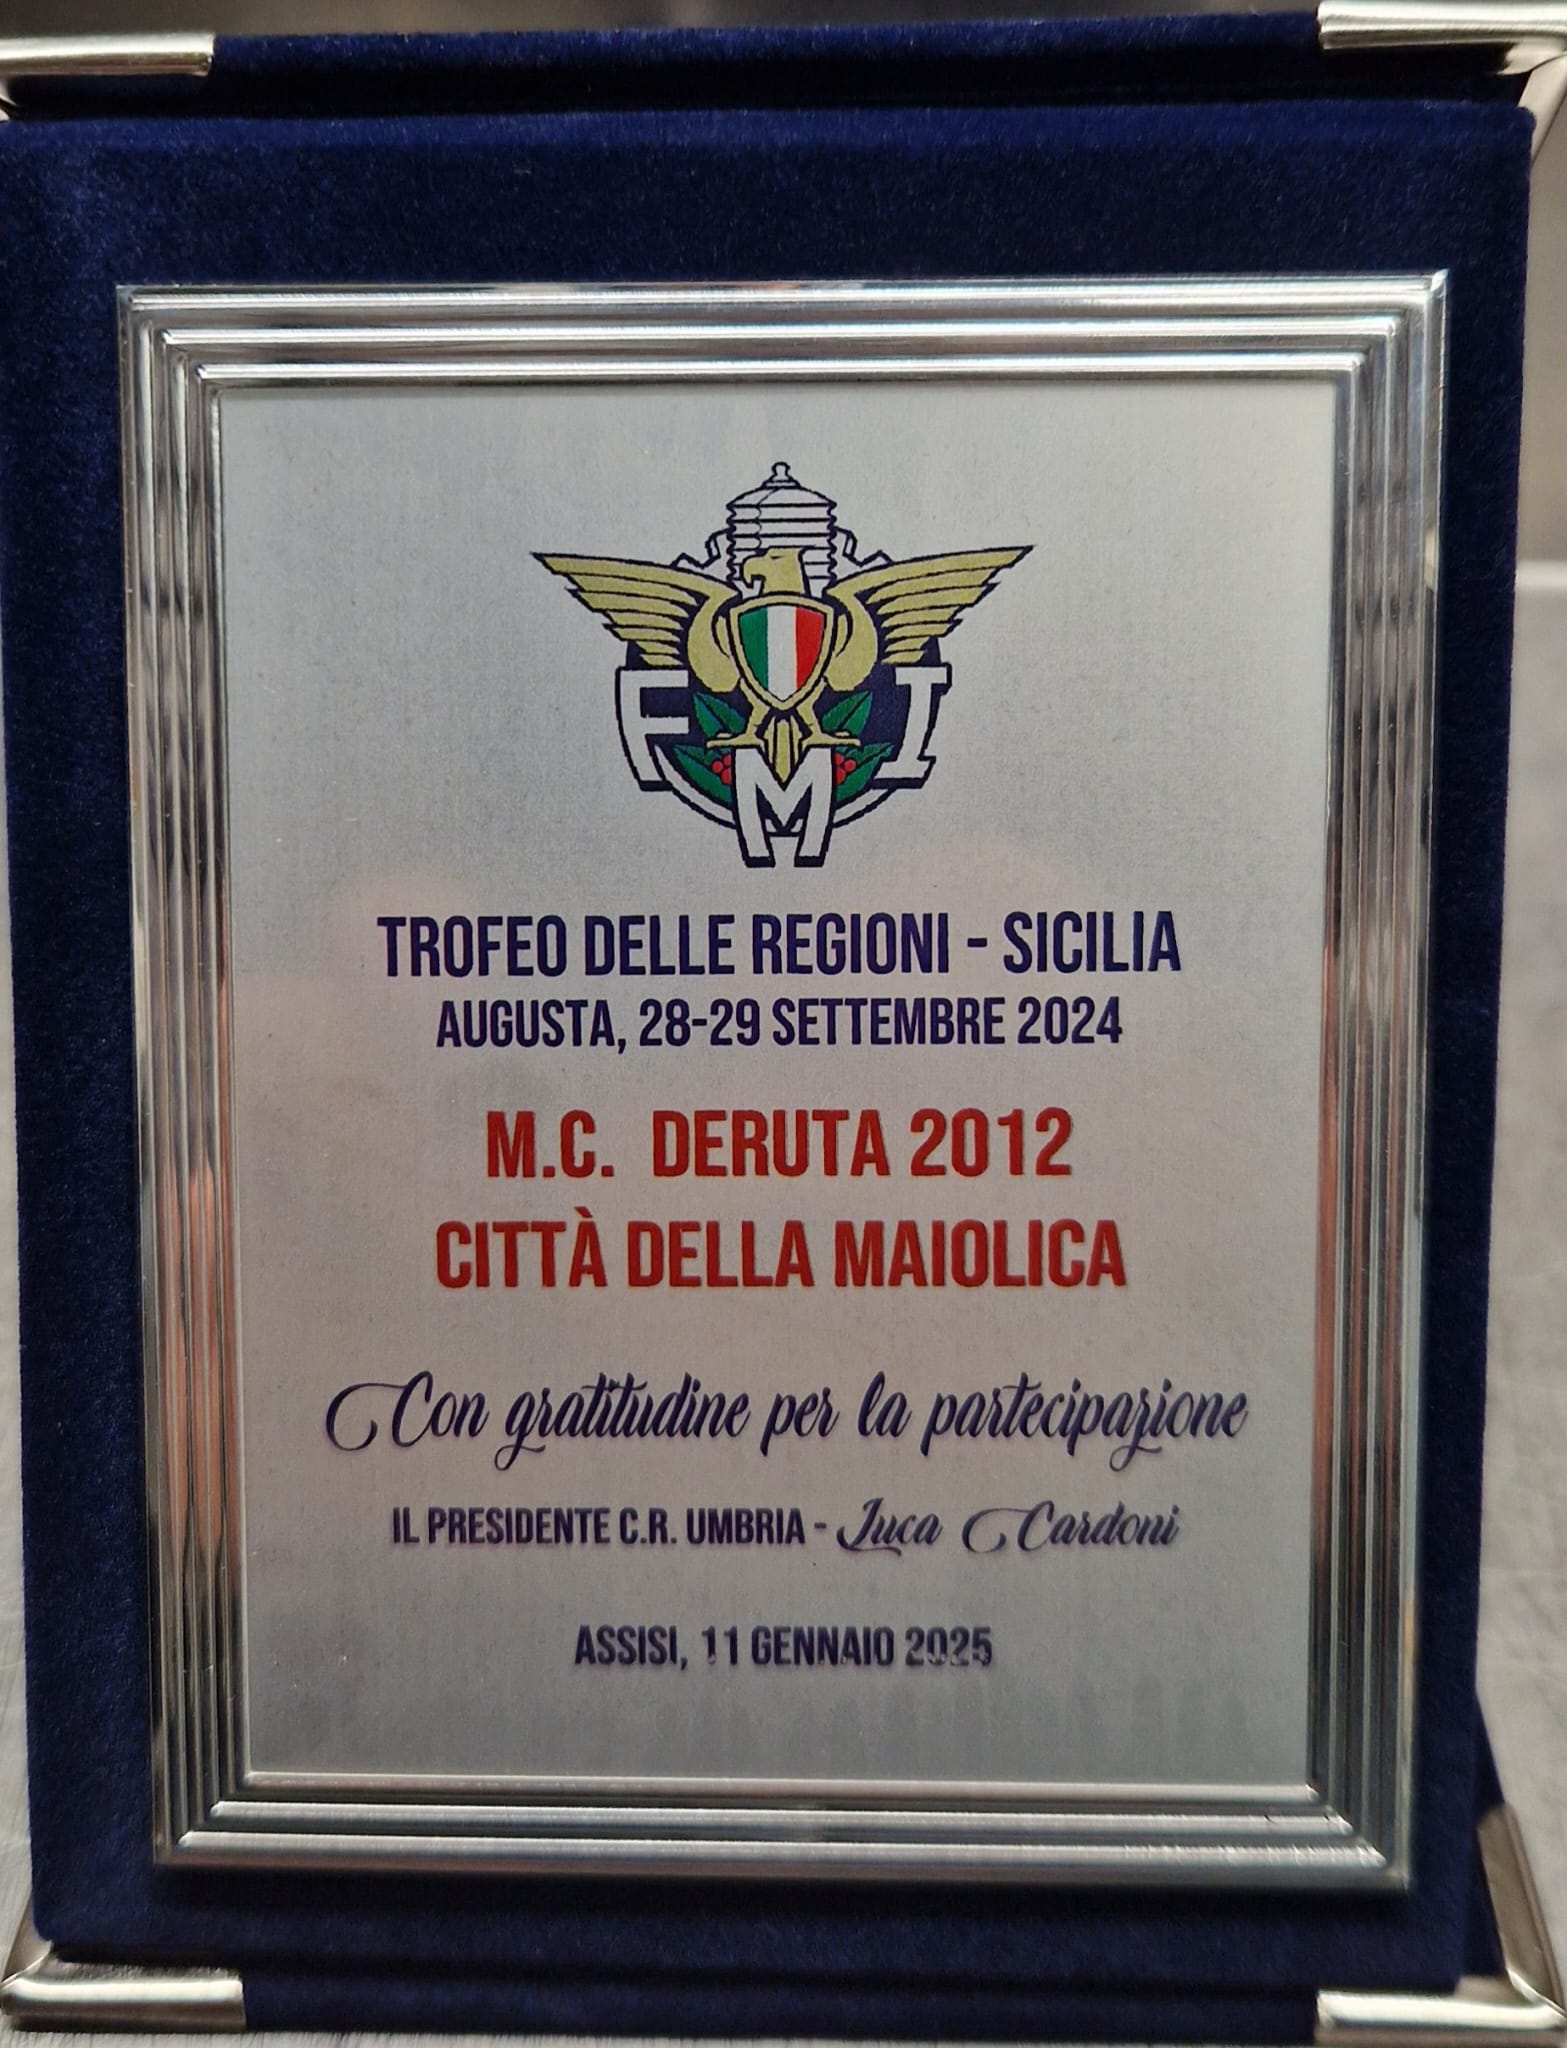 F M I
TROFEO DELLE REGIONI - SICILIA
AUGUSTA, 28-29 SETTEMBRE 2024
M.C. DERUTA 2012
CITTÀ DELLA MAIOLICA
Con gratitudine per la partecipazione
IL PRESIDENTE C.R. UMBRIA - Luca Cardoni
ASSISI, 11 GENNAIO 2025